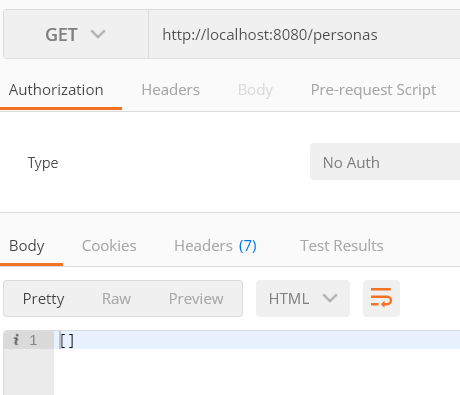 GET http://localhost:8080/personas
Authorization Headers Body Pre-request Script
Type No Auth
Body Cookies Headers (7) Test Results
Pretty Raw Preview HTML
i 1 []